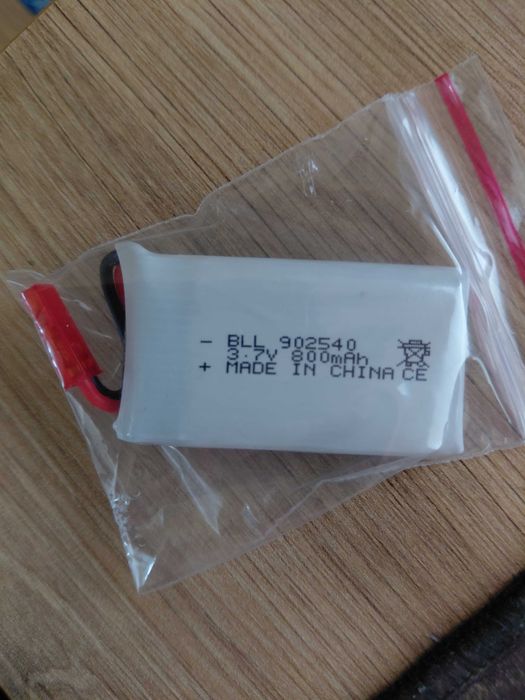 - BLL 902540
3.7V 800mAh
+ MADE IN CHINA CE